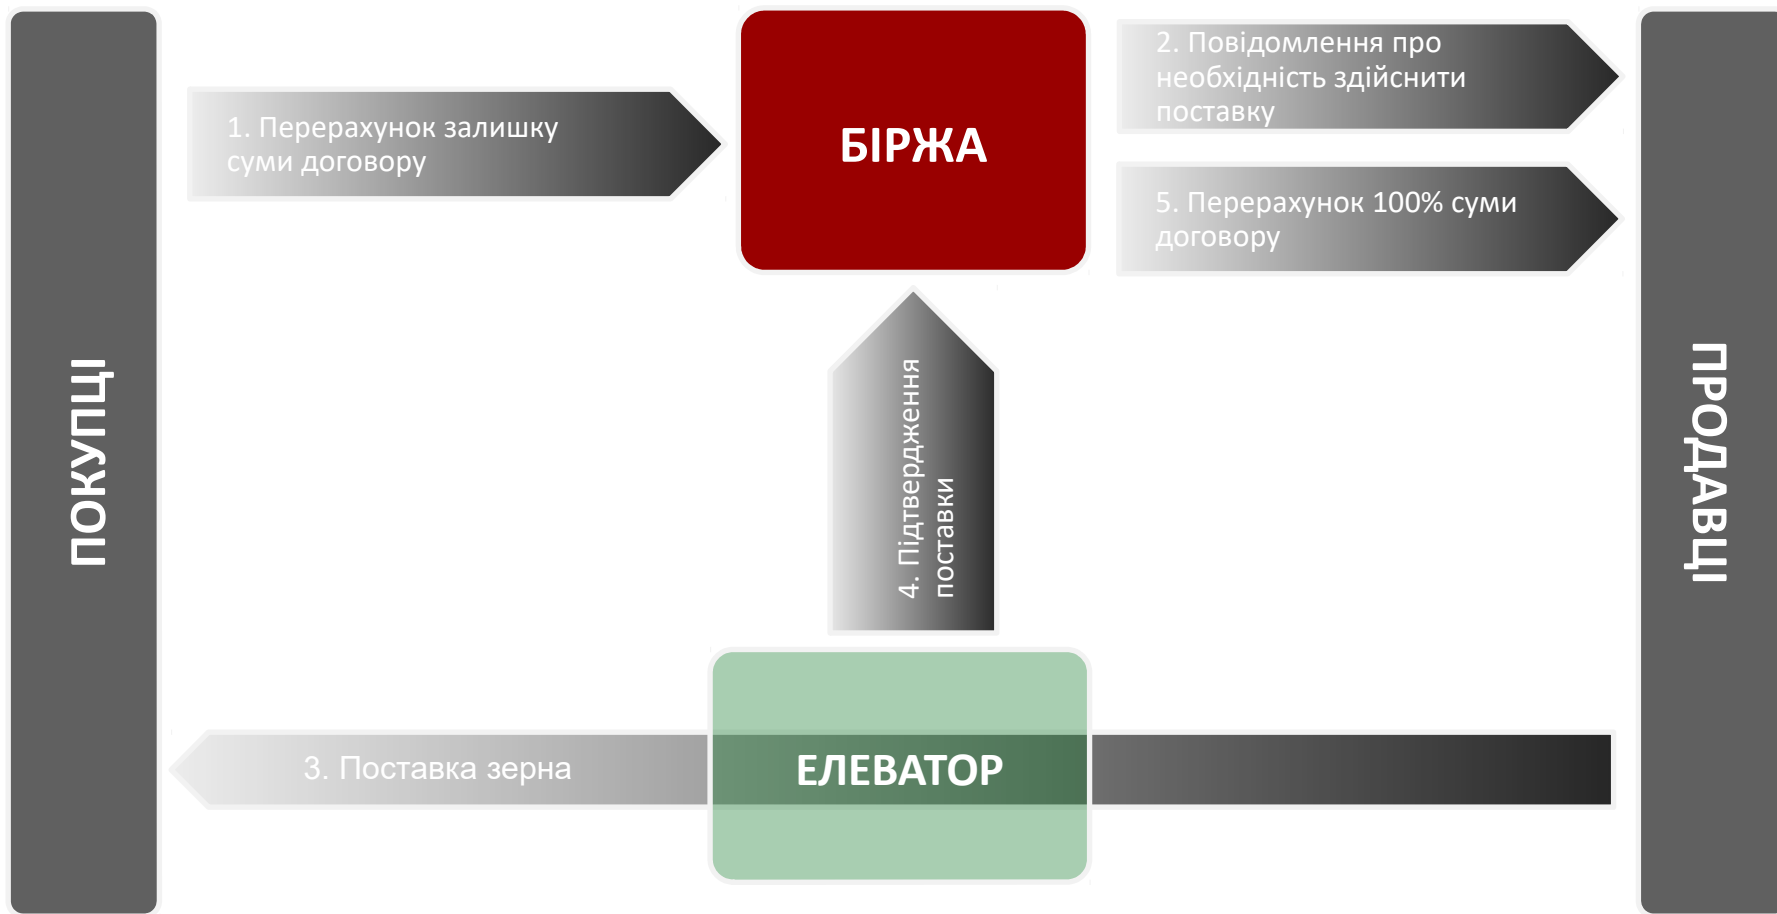 ПОКУПЦІ
1. Перерахунок залишку
суми договору
БІРЖА
2. Повідомлення про
необхідність здійснити
поставку
5. Перерахунок 100% суми
договору
4. Підтвердження
поставки
3. Поставка зерна
ЕЛЕВАТОР
ПРОДАВЦІ